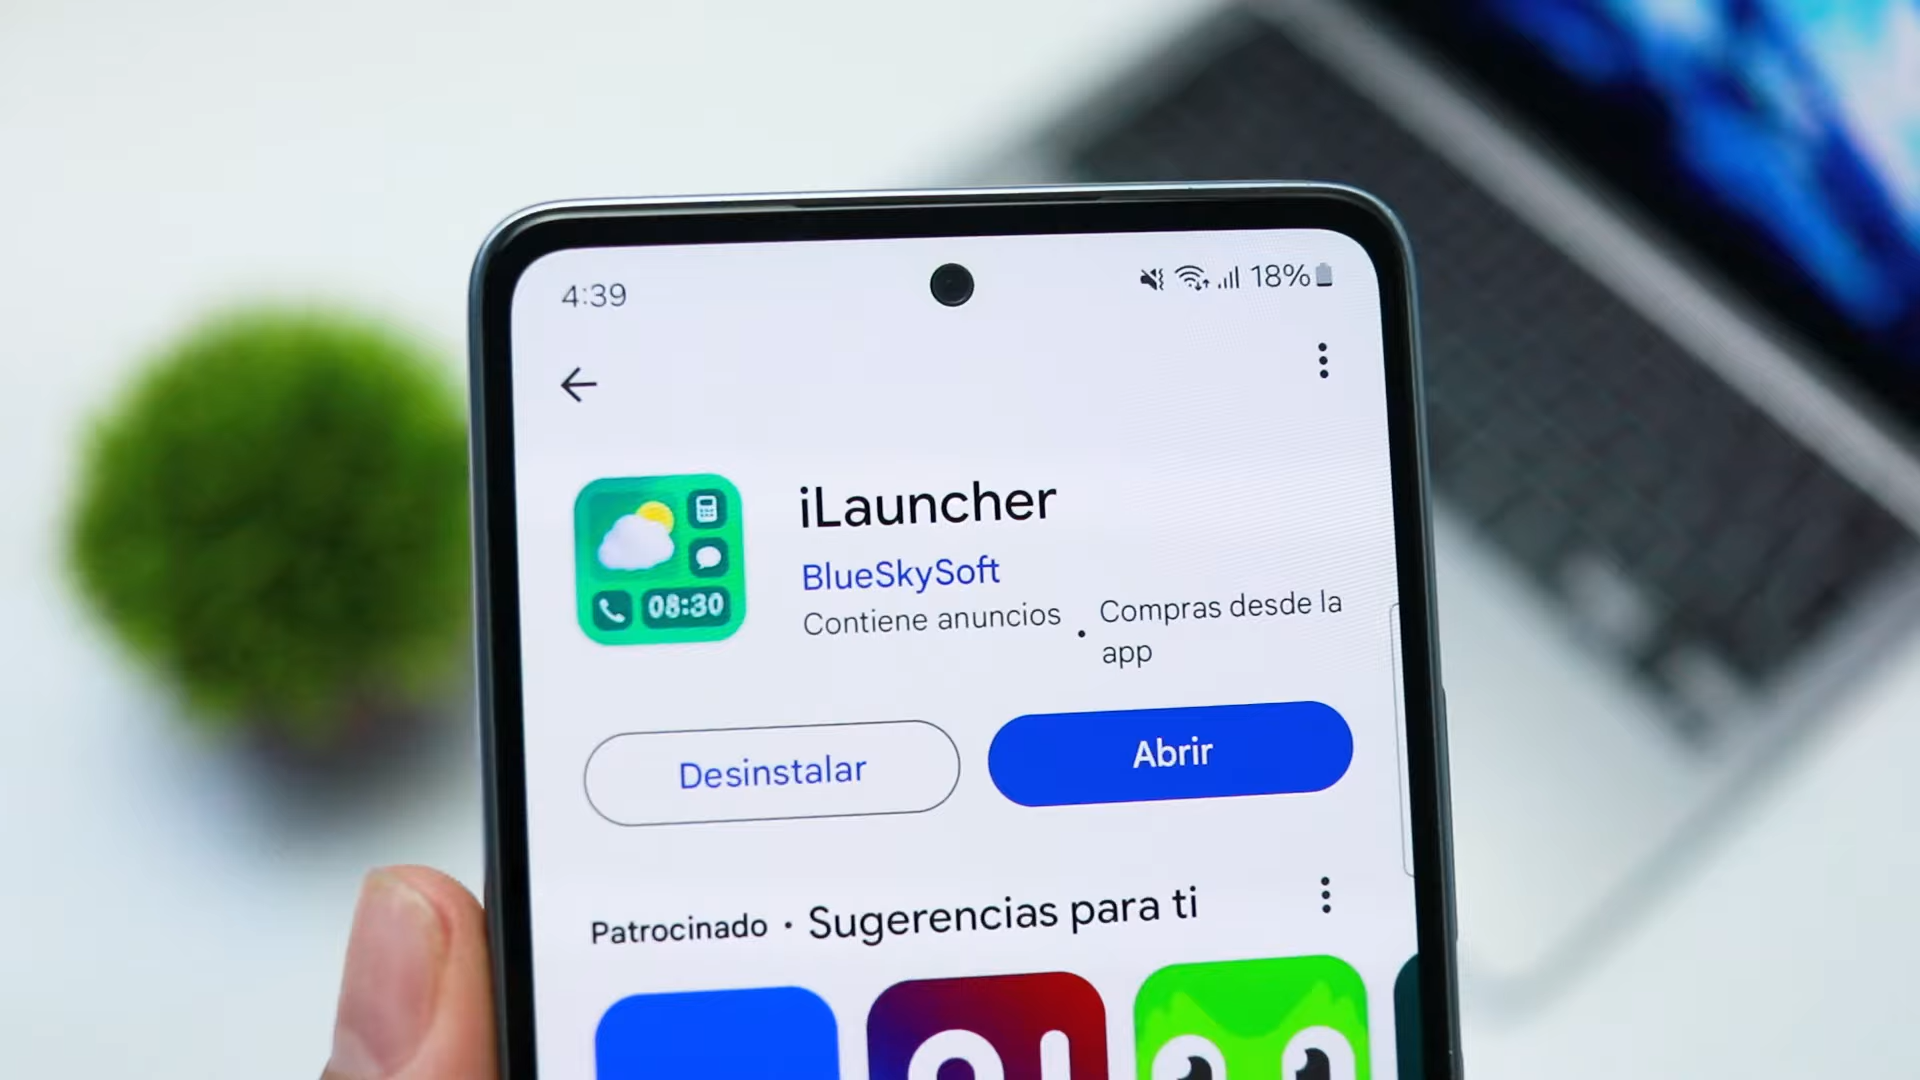 4:39
18%
iLauncher
BlueSkySoft
Contiene anuncios • Compras desde la
app
08:30
Desinstalar
Abrir
Patrocinado • Sugerencias para ti